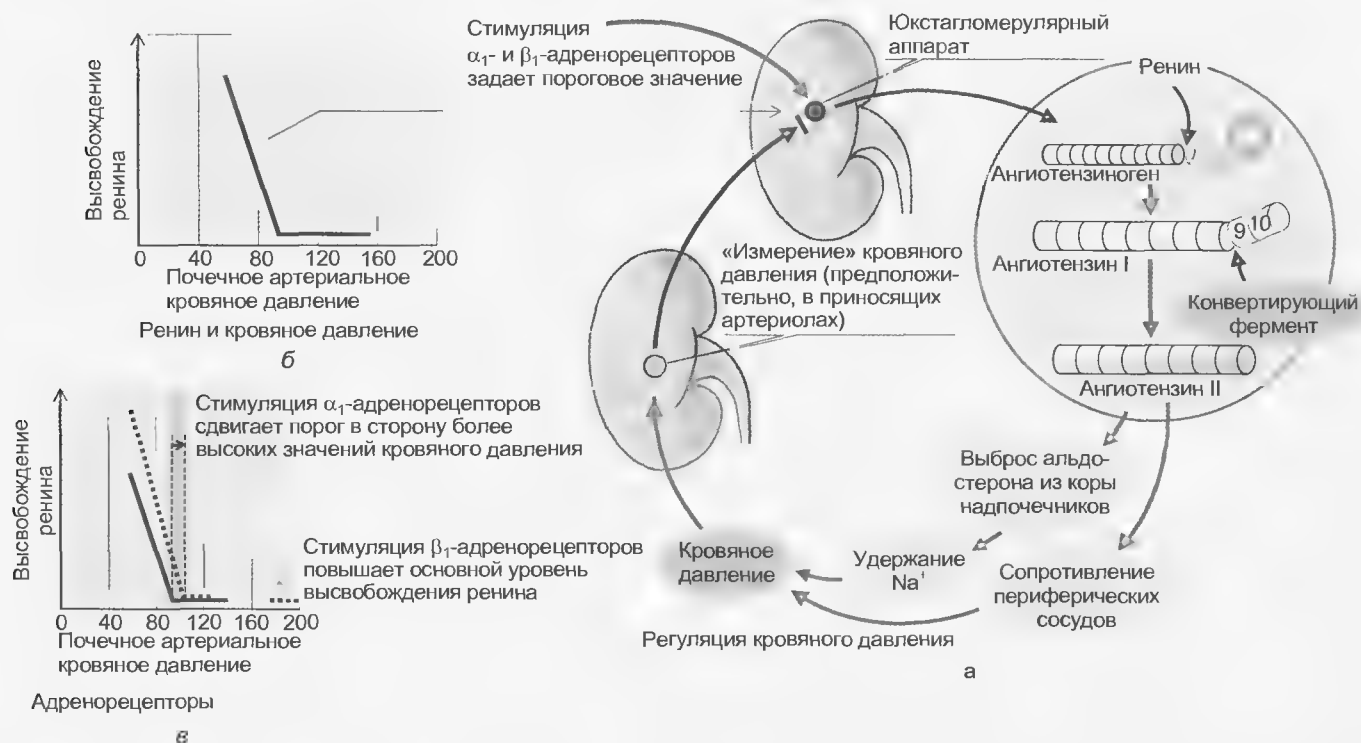 Высвобождение
ренина
0
40
80
120
160
200
Почечное артериальное
кровяное давление
Ренин и кровяное давление
б
Высвобождение
ренина
Стимуляция α₁-адренорецепторов
сдвигает порог в сторону более
высоких значений кровяного давления
Стимуляция β₁-адренорецепторов
повышает основной уровень
высвобождения ренина
0
40
80
120
160
200
Почечное артериальное
кровяное давление
Адренорецепторы
в
Стимуляция
α₁- и β₁-адренорецепторов
задает пороговое значение
Юкстагломерулярный
аппарат
«Измерение» кровяного
давления (предположи-
тельно, в приносящих
артериолах)
Ренин
Ангиотензиноген
9 10
Ангиотензин I
Конвертирующий
фермент
Ангиотензин II
Выброс альдо-
стерона из коры
надпочечников
Кровяное
давление
Удержание
Na⁺
Сопротивление
периферических
сосудов
Регуляция кровяного давления
а